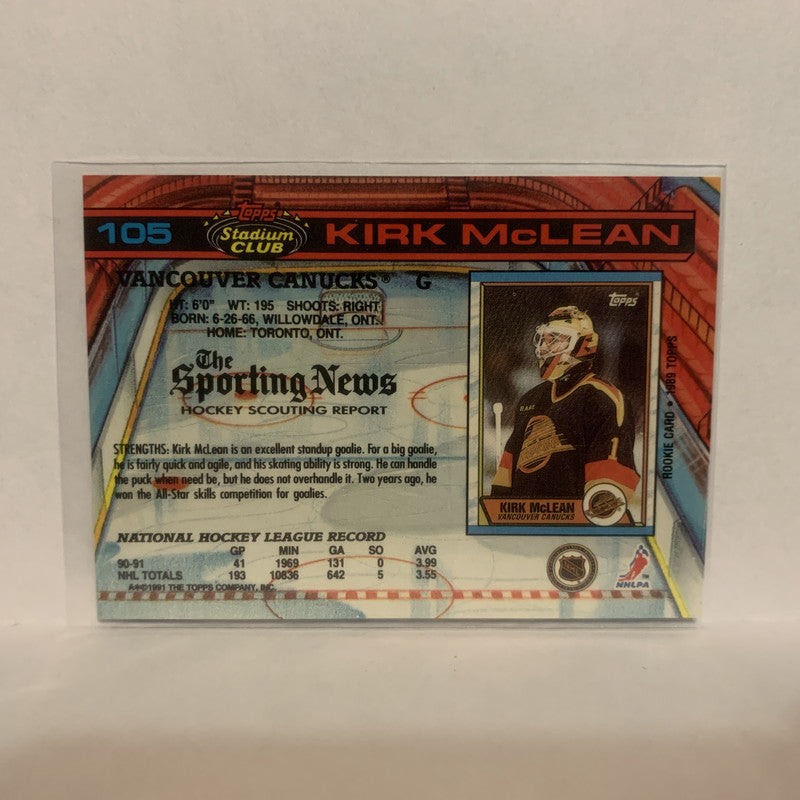 105 Topps Stadium CLUB KIRK McLEAN
VANCOUVER CANUCKS® G
HT: 6'0" WT: 195 SHOOTS: RIGHT
BORN: 6-26-66, WILLOWDALE, ONT.
HOME: TORONTO, ONT.
The
Sporting News
HOCKEY SCOUTING REPORT
STRENGTHS: Kirk McLean is an excellent standup goalie. For a big goalie,
he is fairly quick and agile, and his skating ability is strong. He can handle
the puck when need be, but he does not overhandle it. Two years ago, he
won the All-Star skills competition for goalies.
NATIONAL HOCKEY LEAGUE RECORD
GP MIN GA SO AVG
90-91 41 1969 131 0 3.99
NHL TOTALS 193 10836 642 5 3.55
A*©1991 THE TOPPS COMPANY, INC.
Topps
1
KIRK McLEAN
VANCOUVER CANUCKS
ROOKIE CARD • 1989 TOPPS
NHL
NHLPA ™